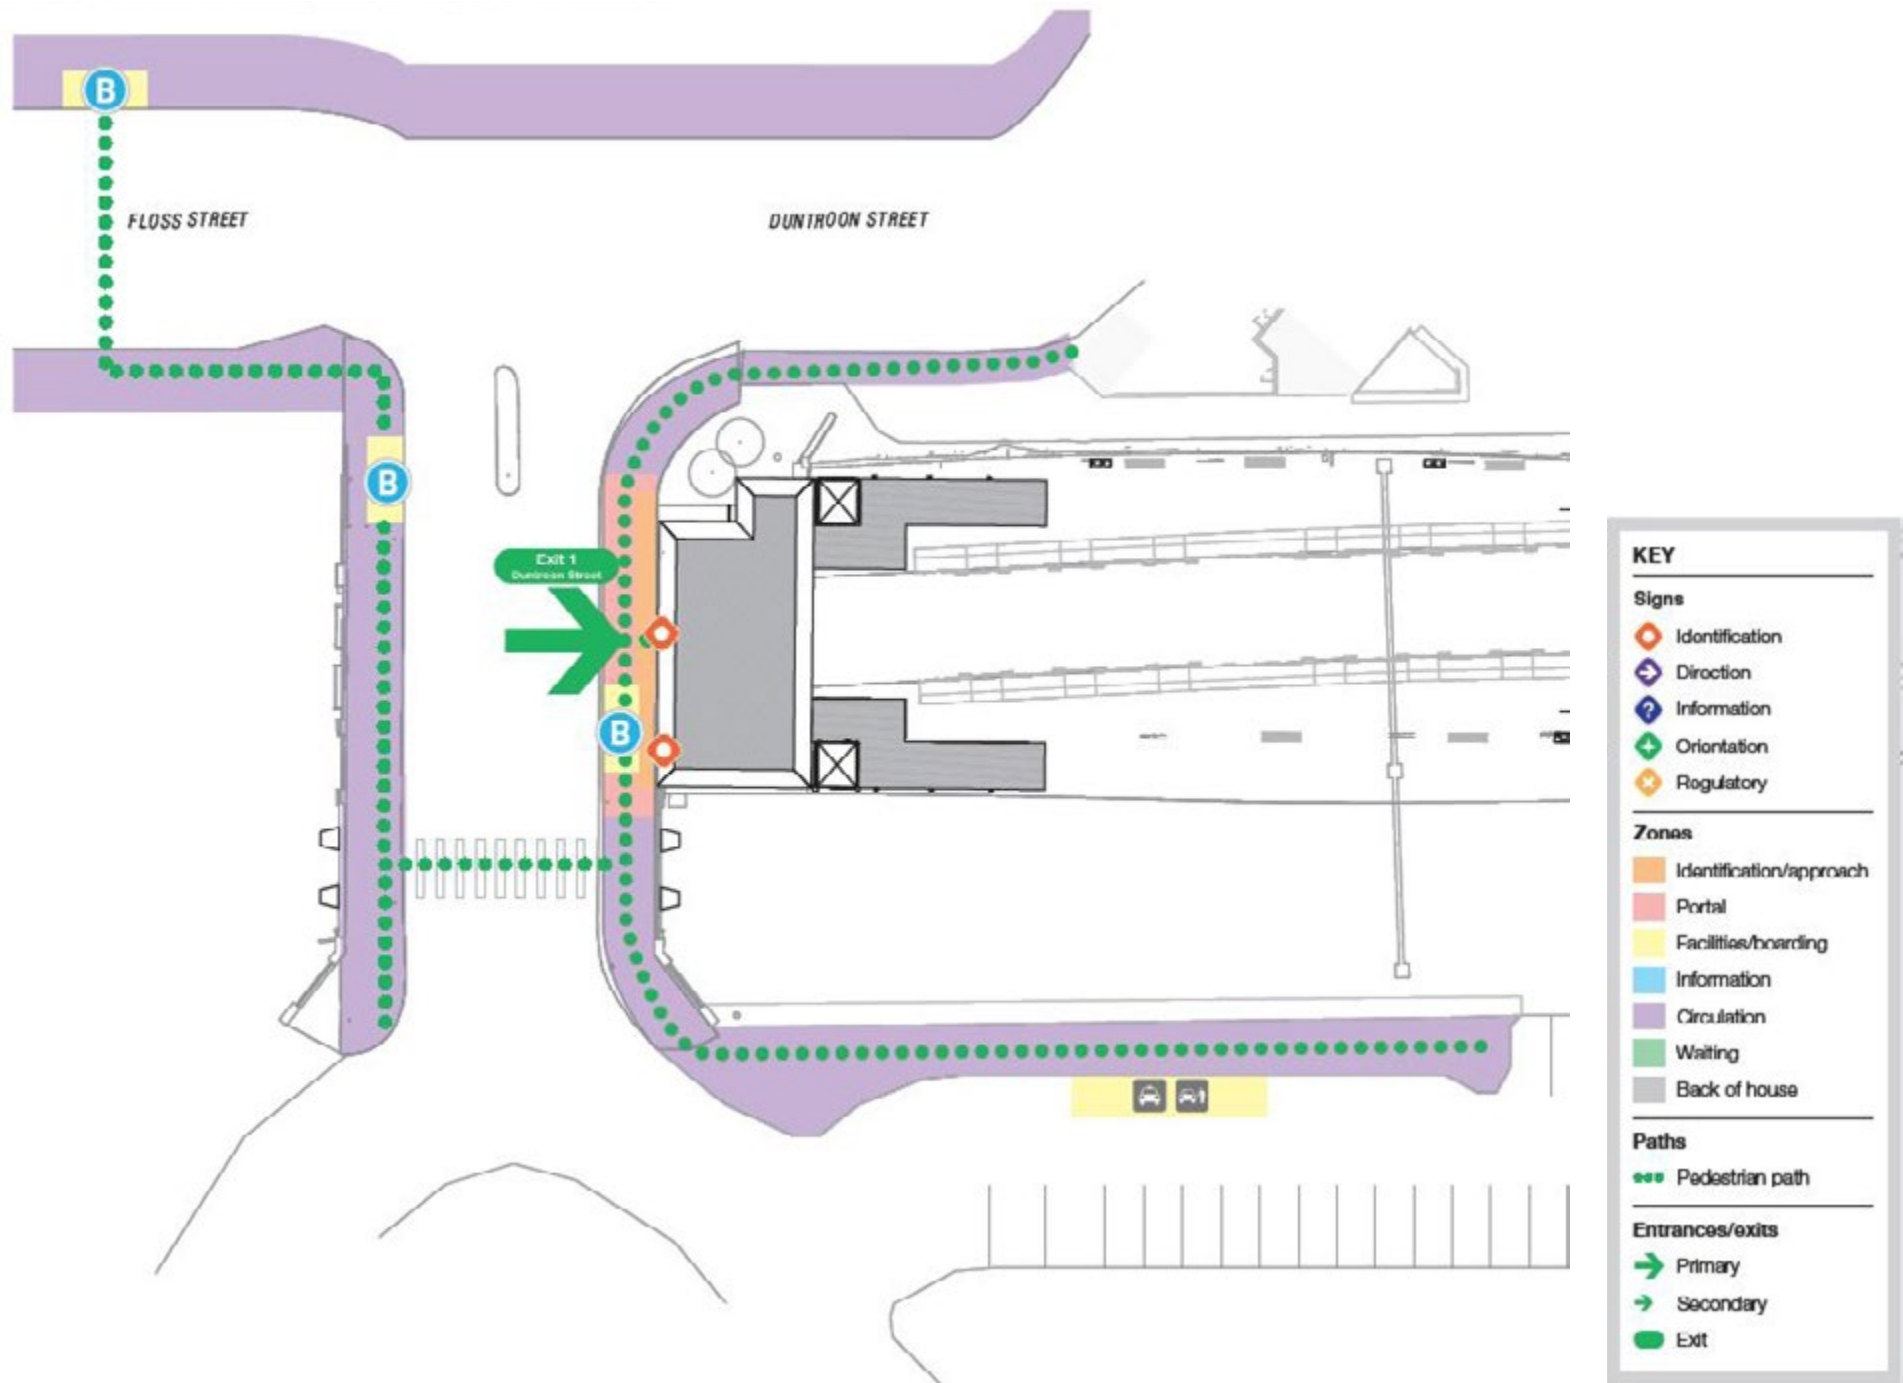 B
FLOSS STREET
DUNTROON STREET
B
Exit 1
Duntroon Street
B
KEY
Signs
Identification
Direction
? Information
Orientation
Regulatory
Zones
Identification/approach
Portal
Facilities/boarding
Information
Circulation
Waiting
Back of house
Paths
Pedestrian path
Entrances/exits
Primary
Secondary
Exit